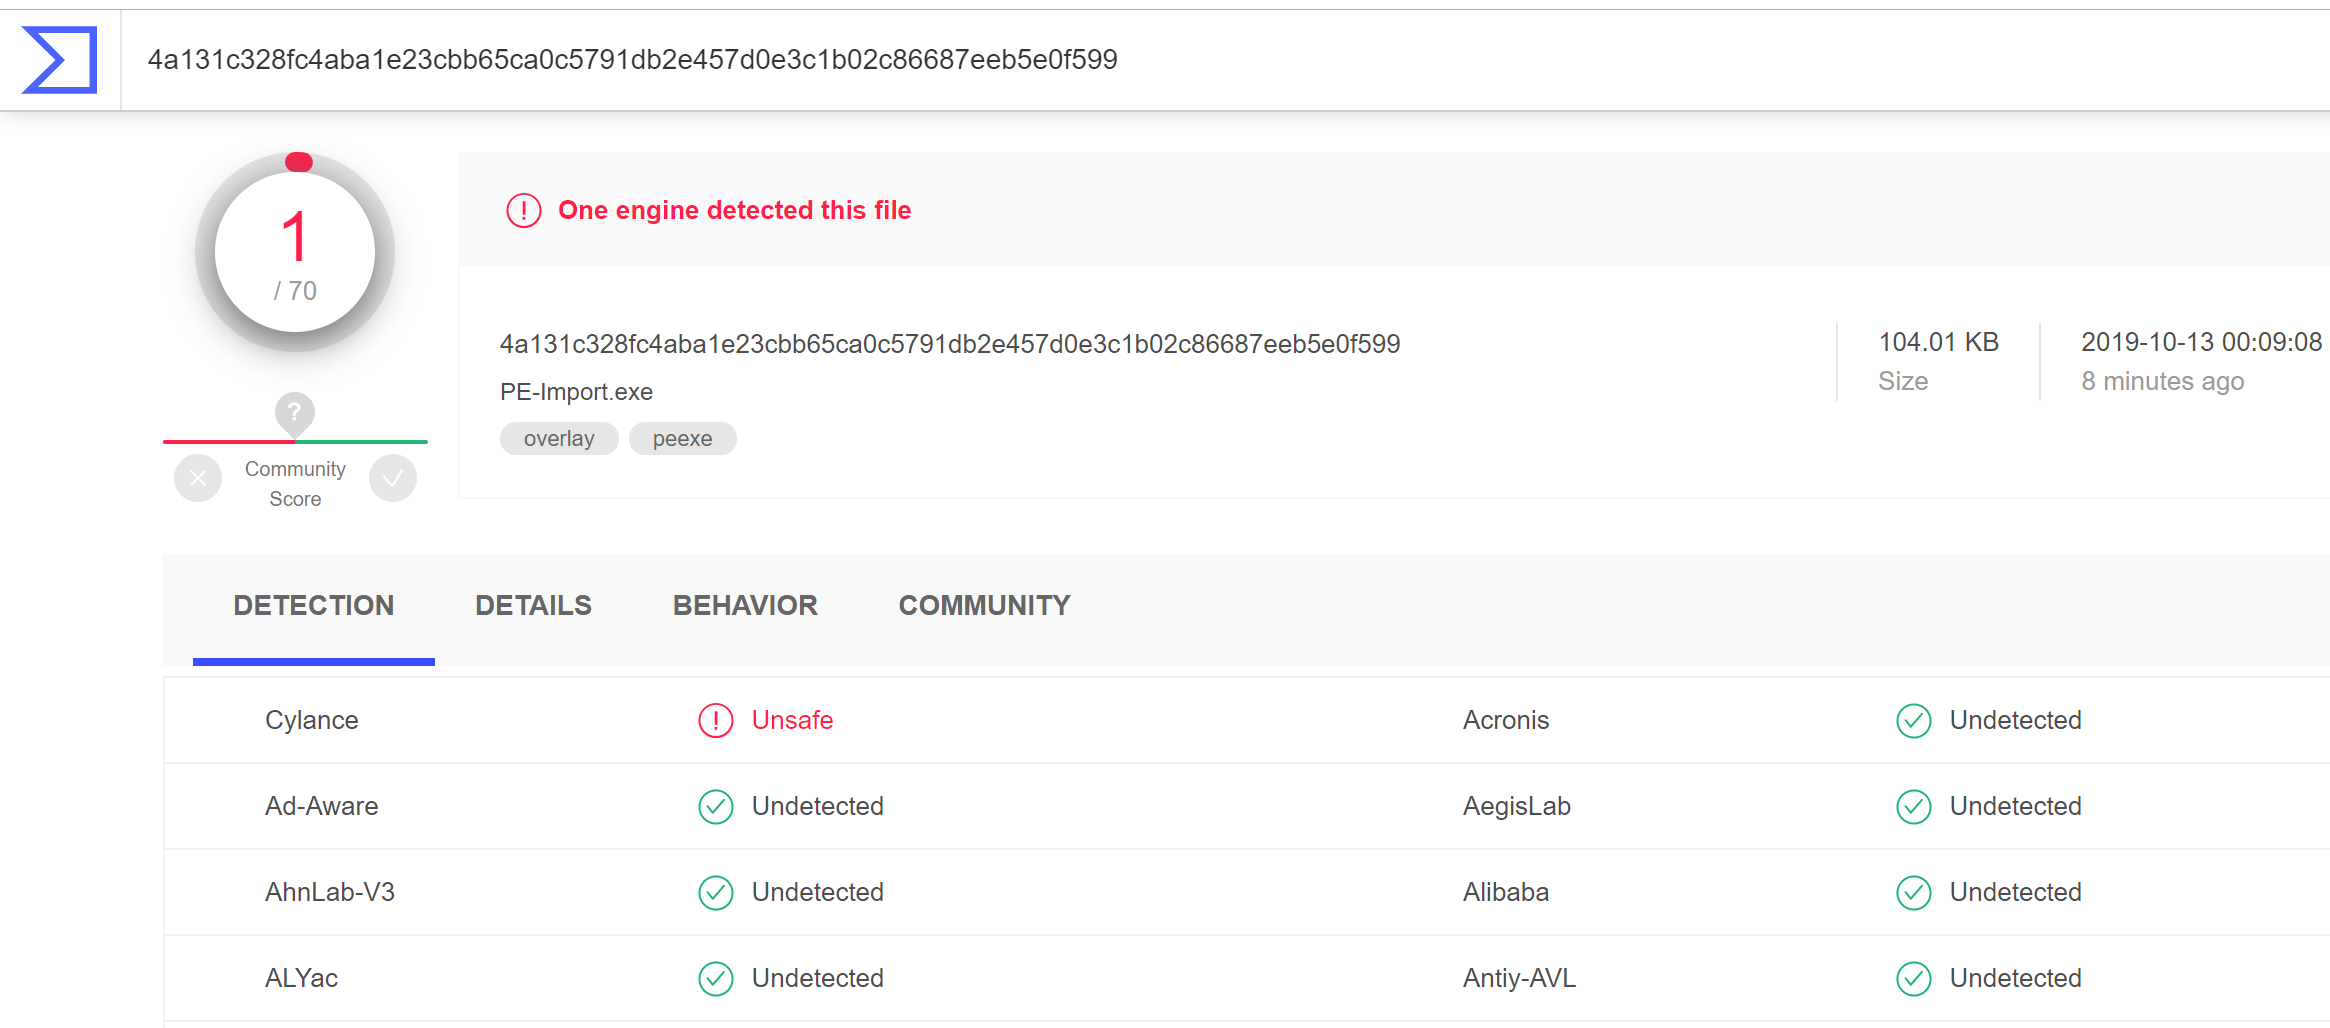 4a131c328fc4aba1e23cbb65ca0c5791db2e457d0e3c1b02c86687eeb5e0f599
1
/ 70
?
Community
Score
One engine detected this file
4a131c328fc4aba1e23cbb65ca0c5791db2e457d0e3c1b02c86687eeb5e0f599
PE-Import.exe
overlay peexe
104.01 KB
Size
2019-10-13 00:09:08
8 minutes ago
DETECTION DETAILS BEHAVIOR COMMUNITY
Cylance Unsafe Acronis Undetected
Ad-Aware Undetected AegisLab Undetected
AhnLab-V3 Undetected Alibaba Undetected
ALYac Undetected Antiy-AVL Undetected